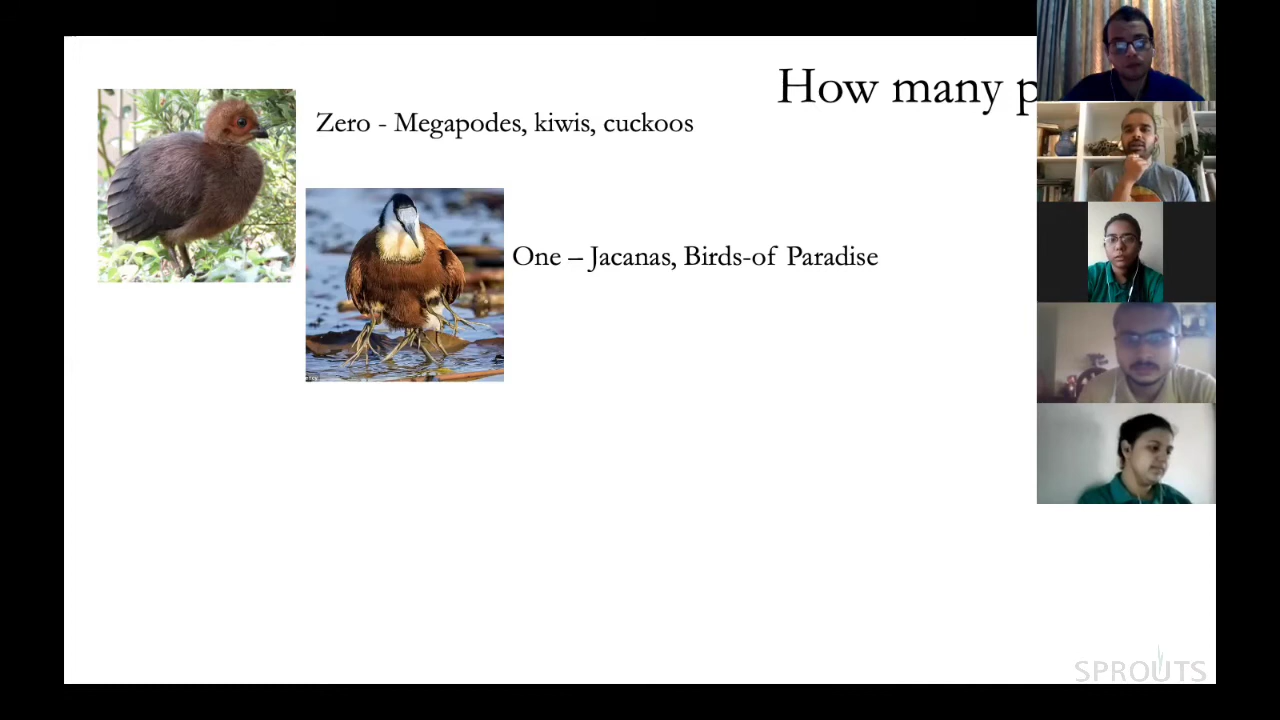 How many
Zero - Megapodes, kiwis, cuckoos
One – Jacanas, Birds-of Paradise
SPROUTS